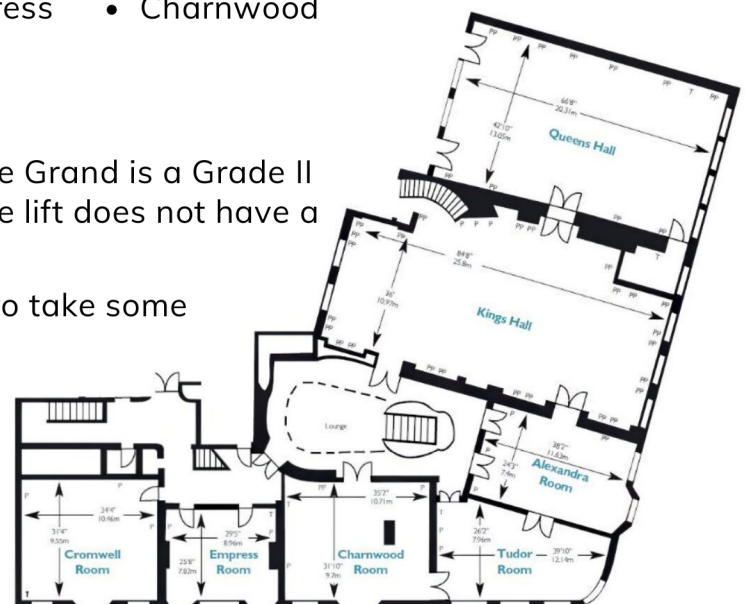 ress • Charnwood
e Grand is a Grade II
e lift does not have a
to take some
66'8"
20.31m
42'10"
13.05m
Queens Hall
84'8"
25.8m
36'
10.97m
Kings Hall
Lounge
38'2"
11.63m
24'3"
7.4m
Alexandra
Room
34'4"
10.46m
31'4"
9.55m
Cromwell
Room
29'5"
8.96m
25'8"
7.82m
Empress
Room
35'2"
10.71m
31'10"
9.7m
Charnwood
Room
26'2"
7.96m
39'10"
12.14m
Tudor
Room